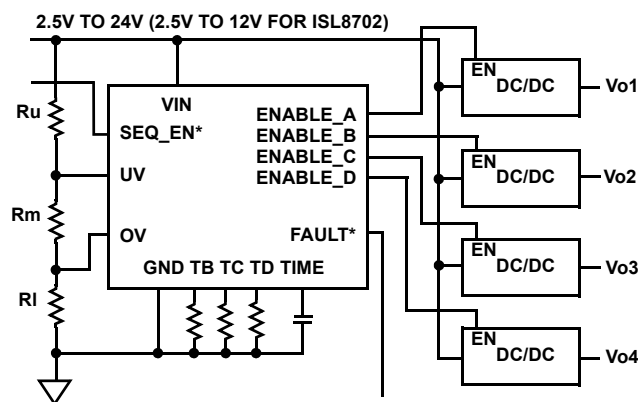 2.5V TO 24V (2.5V TO 12V FOR ISL8702)
VIN
SEQ_EN*
UV
OV
GND TB TC TD TIME
ENABLE_A
ENABLE_B
ENABLE_C
ENABLE_D
FAULT*
Ru
Rm
Rl
EN
DC/DC
Vo1
EN
DC/DC
Vo2
EN
DC/DC
Vo3
EN
DC/DC
Vo4